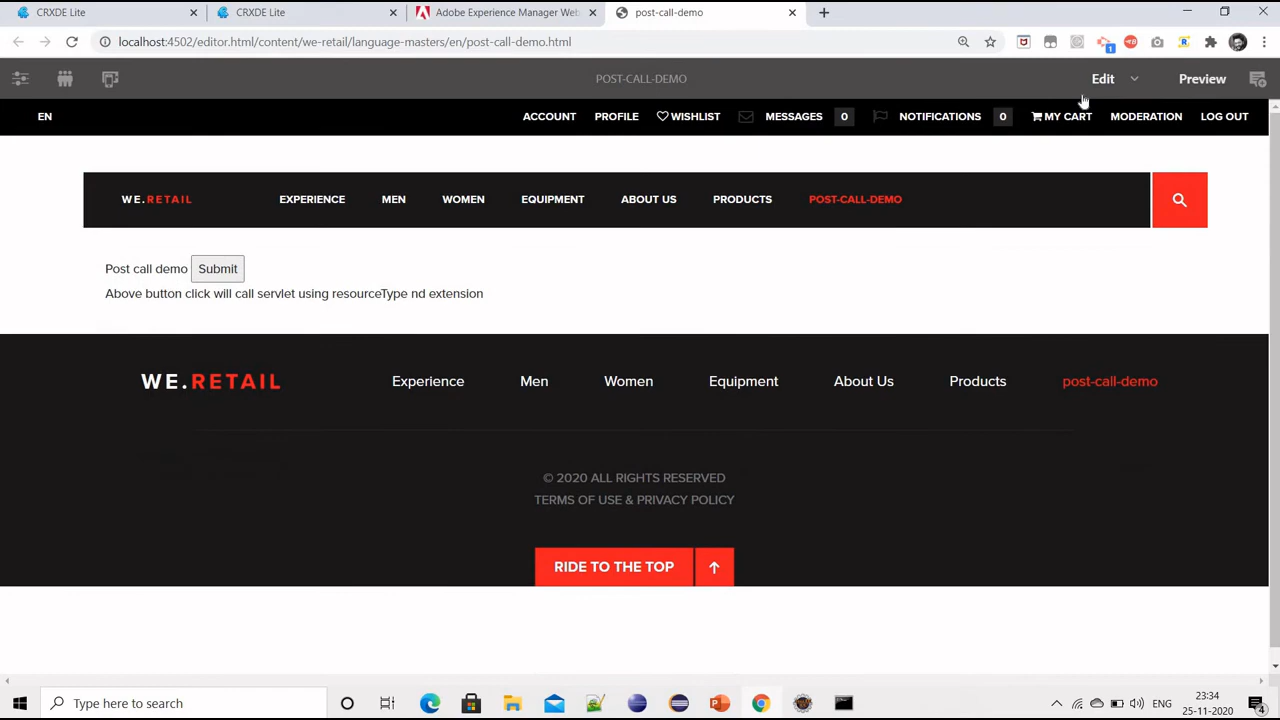 CRXDE Lite
CRXDE Lite
Adobe Experience Manager Web
post-call-demo
localhost:4502/editor.html/content/we-retail/language-masters/en/post-call-demo.html
POST-CALL-DEMO
Edit
Preview
EN
ACCOUNT PROFILE WISHLIST MESSAGES 0 NOTIFICATIONS 0 MY CART MODERATION LOG OUT
WE.RETAIL EXPERIENCE MEN WOMEN EQUIPMENT ABOUT US PRODUCTS POST-CALL-DEMO
Post call demo Submit
Above button click will call servlet using resourceType nd extension
WE.RETAIL Experience Men Women Equipment About Us Products post-call-demo
© 2020 ALL RIGHTS RESERVED
TERMS OF USE & PRIVACY POLICY
RIDE TO THE TOP
Type here to search
ENG
23:34
25-11-2020
4